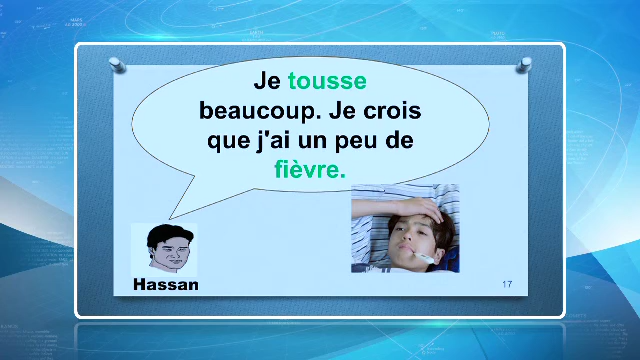 Je tousse
beaucoup. Je crois
que j'ai un peu de
fièvre.
Hassan
17